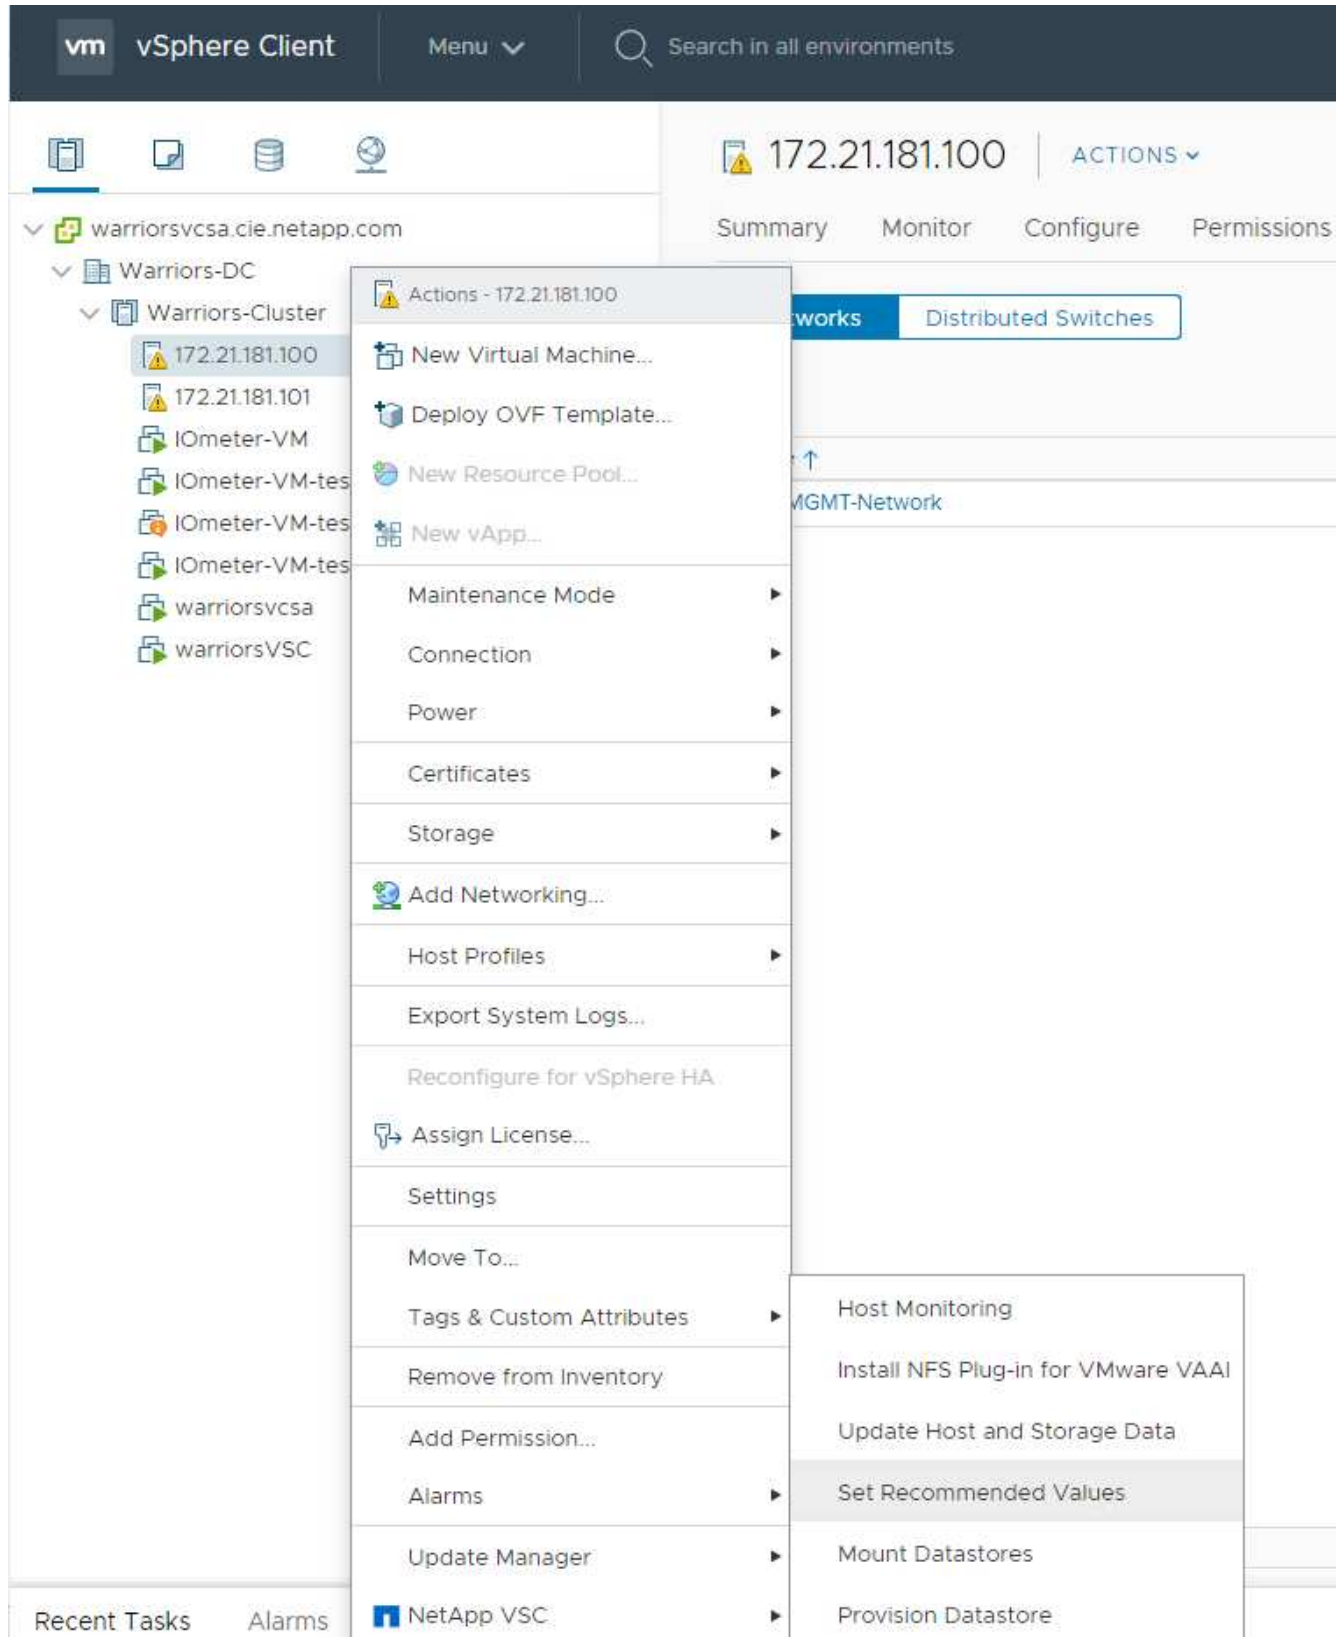 vm vSphere Client Menu Search in all environments
172.21.181.100 ACTIONS
Summary Monitor Configure Permissions
warriorsvcsa.cie.netapp.com
Warriors-DC
Warriors-Cluster
172.21.181.100
172.21.181.101
IOmeter-VM
IOmeter-VM-tes
IOmeter-VM-tes
IOmeter-VM-tes
warriorsvcsa
warriorsVSC
works Distributed Switches
↑
MGMT-Network
Actions - 172.21.181.100
New Virtual Machine...
Deploy OVF Template...
New Resource Pool...
New vApp...
Maintenance Mode
Connection
Power
Certificates
Storage
Add Networking...
Host Profiles
Export System Logs...
Reconfigure for vSphere HA
Assign License...
Settings
Move To...
Tags & Custom Attributes
Remove from Inventory
Add Permission...
Alarms
Update Manager
NetApp VSC
Host Monitoring
Install NFS Plug-in for VMware VAAI
Update Host and Storage Data
Set Recommended Values
Mount Datastores
Provision Datastore
Recent Tasks Alarms